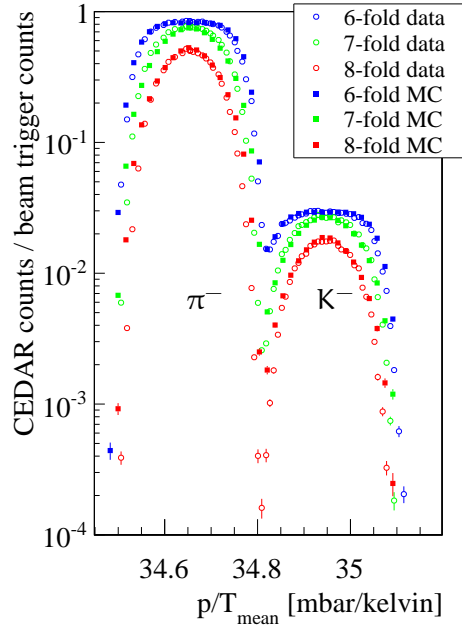 6-fold data
7-fold data
8-fold data
6-fold MC
7-fold MC
8-fold MC
CEDAR counts / beam trigger counts
1
10⁻¹
10⁻²
10⁻³
10⁻⁴
π⁻ K⁻
34.6 34.8 35
p/T_mean [mbar/kelvin]